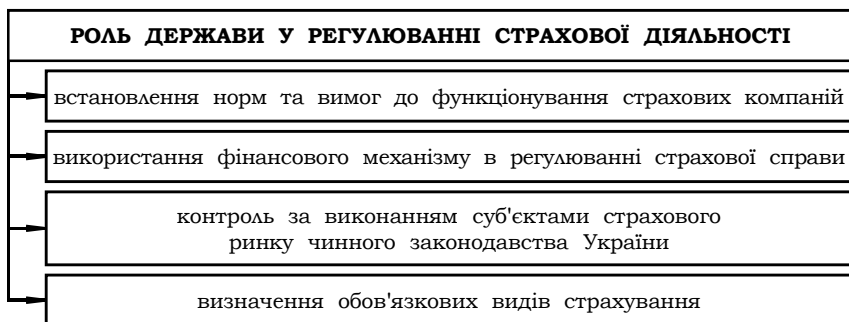 РОЛЬ ДЕРЖАВИ У РЕГУЛЮВАННІ СТРАХОВОЇ ДІЯЛЬНОСТІ
встановлення норм та вимог до функціонування страхових компаній
використання фінансового механізму в регулюванні страхової справи
контроль за виконанням суб'єктами страхового
ринку чинного законодавства України
визначення обов'язкових видів страхування